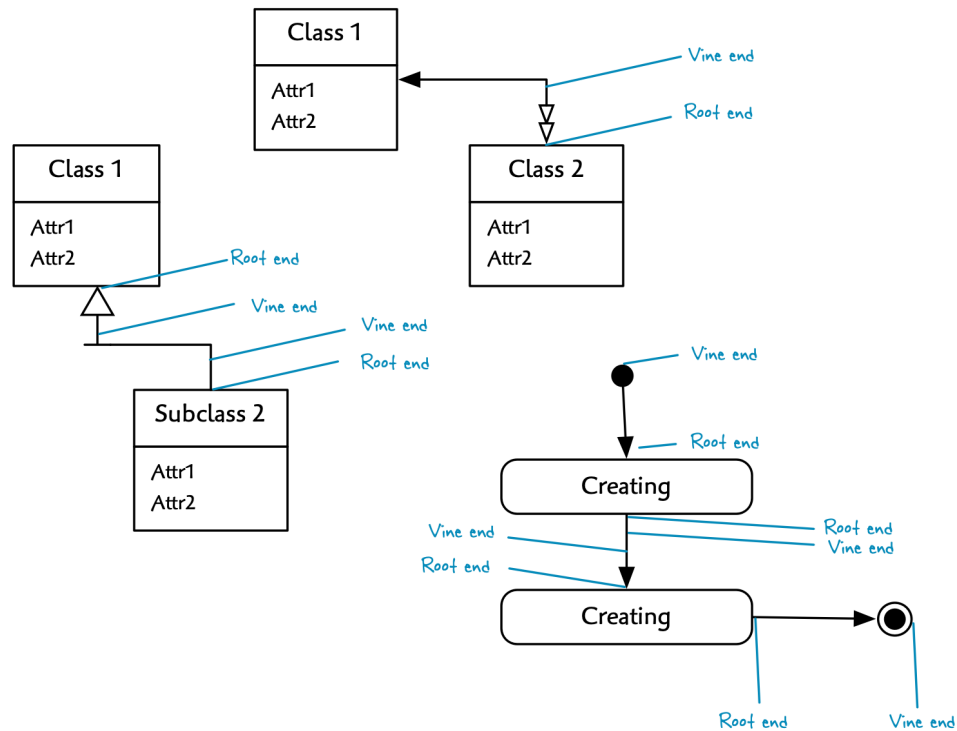 Class 1
Attr1
Attr2
Vine end
Root end
Class 2
Attr1
Attr2
Class 1
Attr1
Attr2
Root end
Vine end
Vine end
Root end
Subclass 2
Attr1
Attr2
Vine end
Root end
Creating
Root end
Vine end
Vine end
Root end
Creating
Root end
Vine end